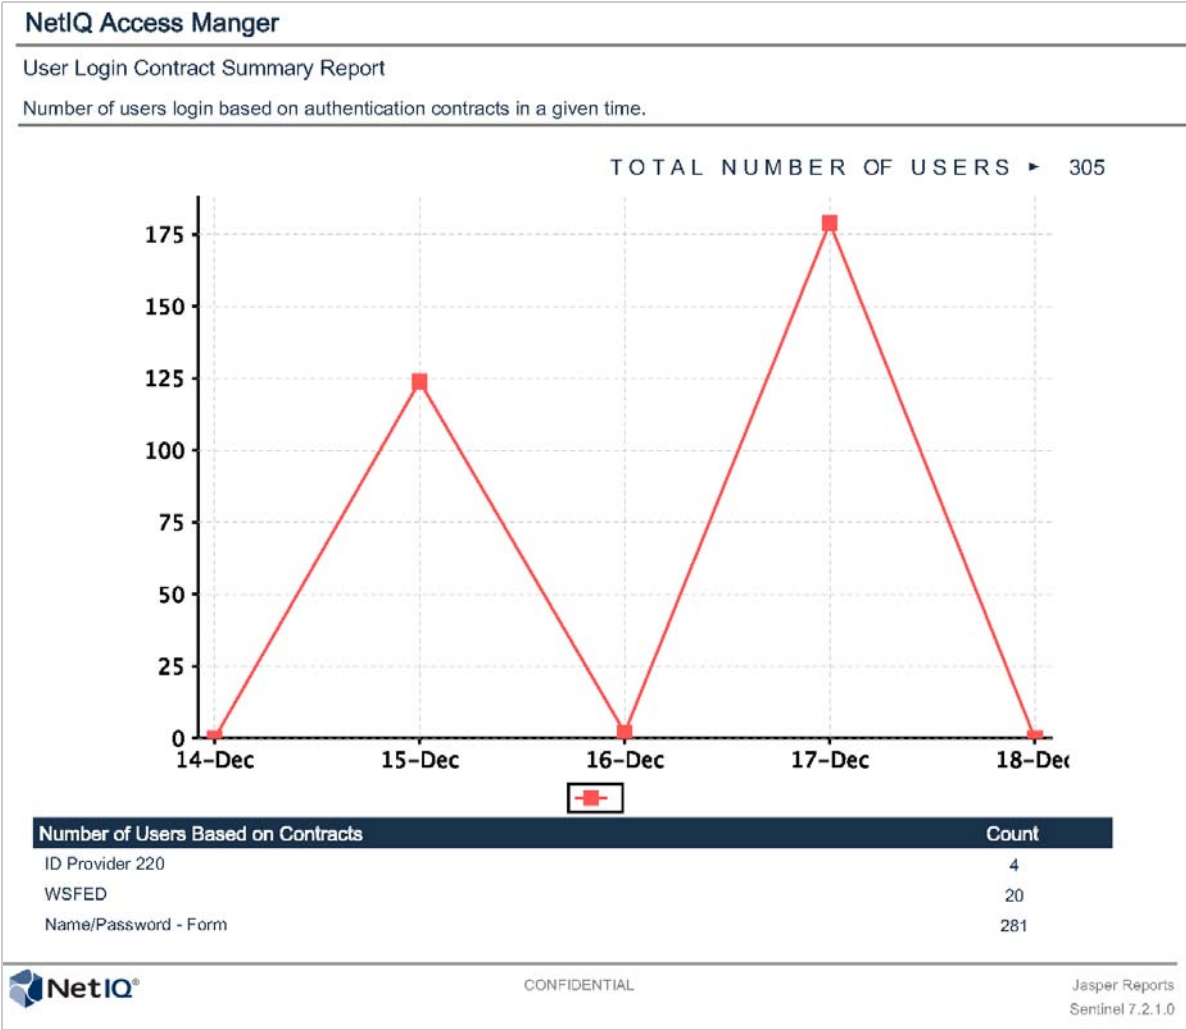 NetIQ Access Manger
User Login Contract Summary Report
Number of users login based on authentication contracts in a given time.
TOTAL NUMBER OF USERS ► 305
175
150
125
100
75
50
25
0
14-Dec 15-Dec 16-Dec 17-Dec 18-Dec
Number of Users Based on Contracts Count
ID Provider 220 4
WSFED 20
Name/Password - Form 281
NetIQ® CONFIDENTIAL Jasper Reports
Sentinel 7.2.1.0